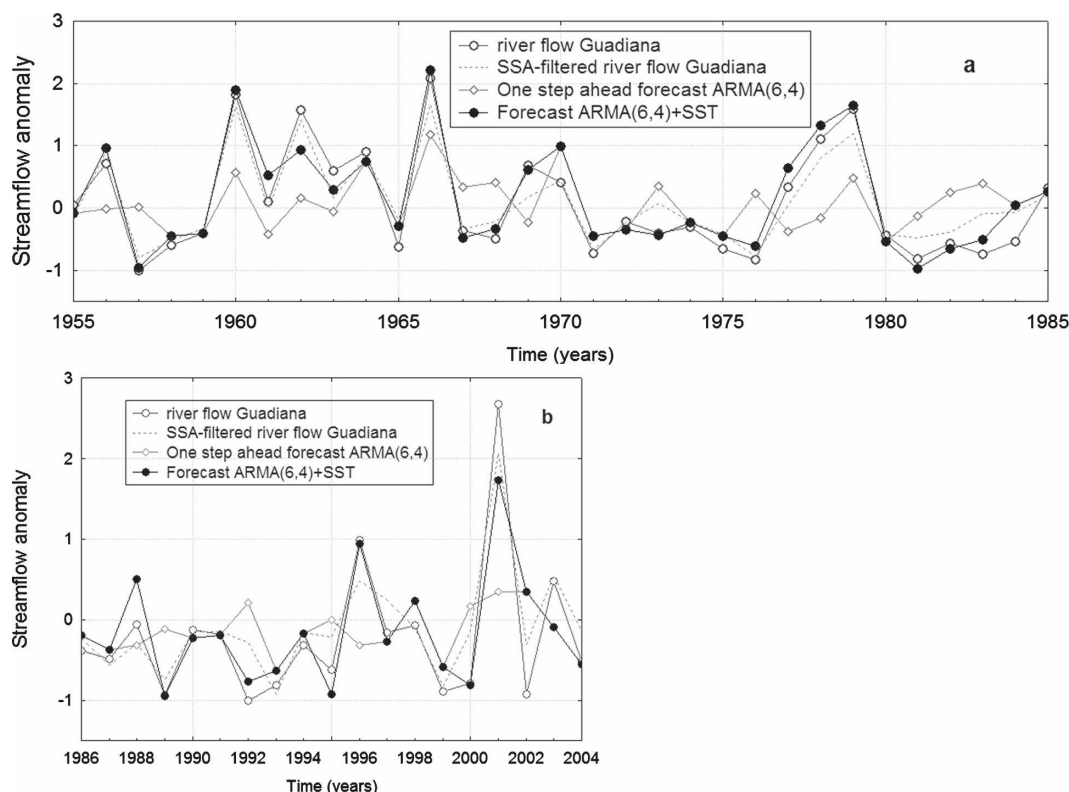 3
2
1
0
-1
Streamflow anomaly
river flow Guadiana
SSA-filtered river flow Guadiana
One step ahead forecast ARMA(6,4)
Forecast ARMA(6,4)+SST
a
1955 1960 1965 1970 1975 1980 1985
Time (years)
3
2
1
0
-1
Streamflow anomaly
river flow Guadiana
SSA-filtered river flow Guadiana
One step ahead forecast ARMA(6,4)
Forecast ARMA(6,4)+SST
b
1986 1988 1990 1992 1994 1996 1998 2000 2002 2004
Time (years)